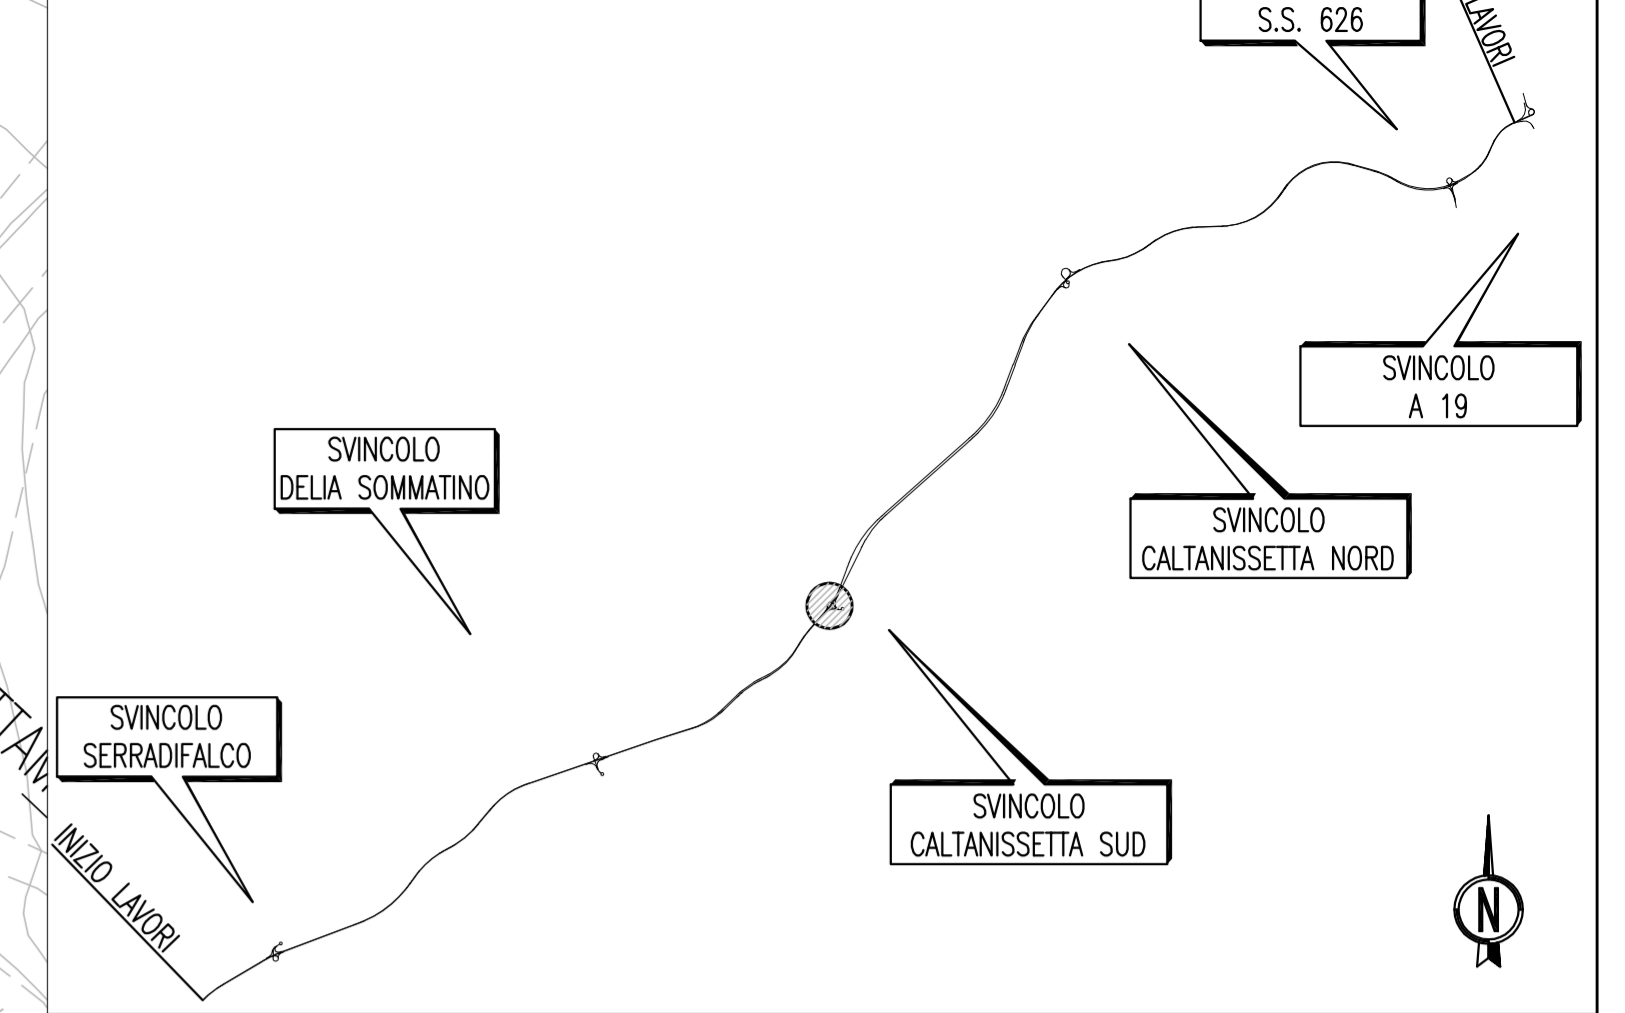 S.S. 626
LAVORI
SVINCOLO
A 19
SVINCOLO
DELIA SOMMATINO
SVINCOLO
CALTANISSETTA NORD
SVINCOLO
SERRADIFALCO
SVINCOLO
CALTANISSETTA SUD
INIZIO LAVORI
N